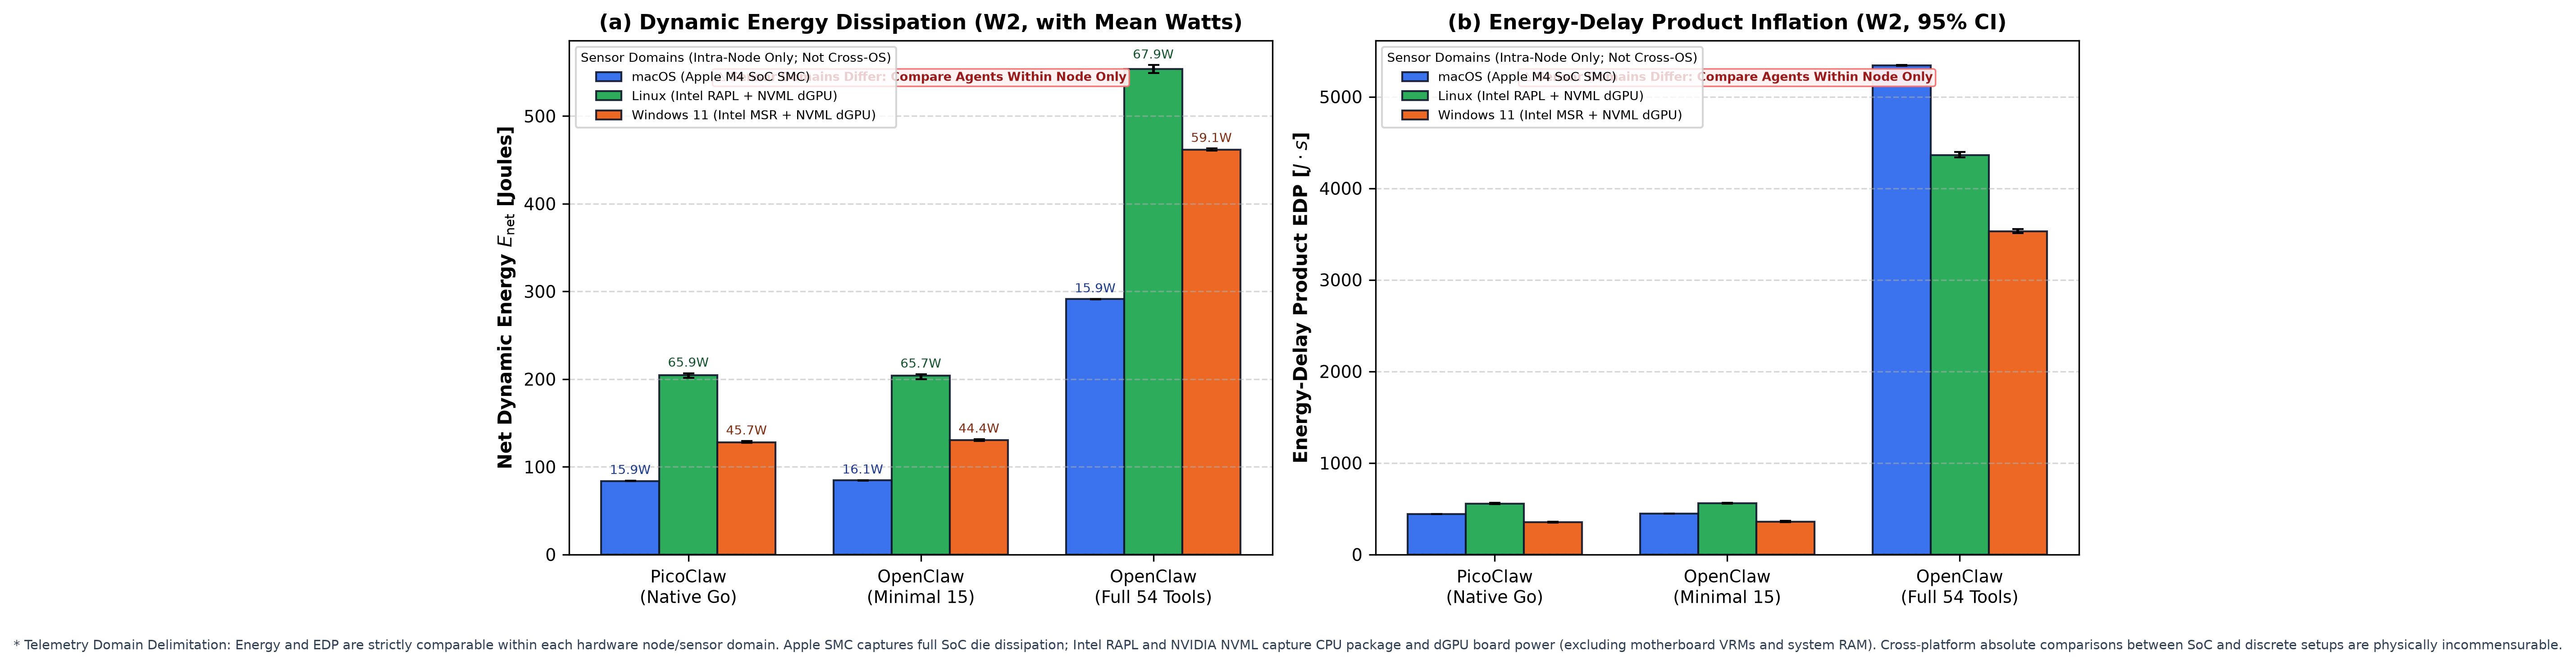 (a) Dynamic Energy Dissipation (W2, with Mean Watts)
Net Dynamic Energy E_net [Joules]
500
400
300
200
100
0
Sensor Domains (Intra-Node Only; Not Cross-OS)
macOS (Apple M4 SoC SMC)
Linux (Intel RAPL + NVML dGPU)
Windows 11 (Intel MSR + NVML dGPU)
Domains Differ: Compare Agents Within Node Only
15.9W
65.9W
45.7W
16.1W
65.7W
44.4W
15.9W
67.9W
59.1W
PicoClaw
(Native Go)
OpenClaw
(Minimal 15)
OpenClaw
(Full 54 Tools)
(b) Energy-Delay Product Inflation (W2, 95% CI)
Energy-Delay Product EDP [J · s]
5000
4000
3000
2000
1000
0
Sensor Domains (Intra-Node Only; Not Cross-OS)
macOS (Apple M4 SoC SMC)
Linux (Intel RAPL + NVML dGPU)
Windows 11 (Intel MSR + NVML dGPU)
Domains Differ: Compare Agents Within Node Only
PicoClaw
(Native Go)
OpenClaw
(Minimal 15)
OpenClaw
(Full 54 Tools)
* Telemetry Domain Delimitation: Energy and EDP are strictly comparable within each hardware node/sensor domain. Apple SMC captures full SoC die dissipation; Intel RAPL and NVIDIA NVML capture CPU package and dGPU board power (excluding motherboard VRMs and system RAM). Cross-platform absolute comparisons between SoC and discrete setups are physically incommensurable.